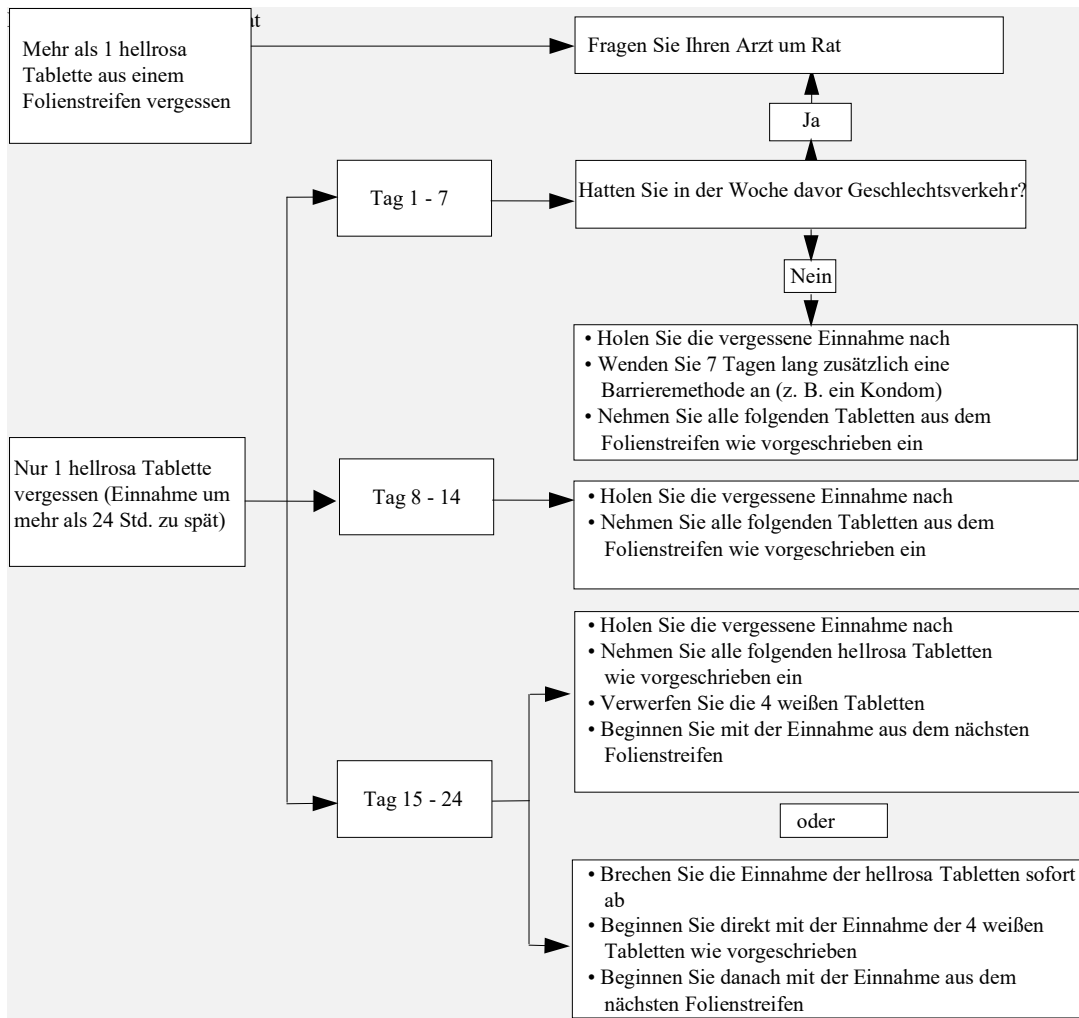 Mehr als 1 hellrosa
Tablette aus einem
Folienstreifen vergessen
Fragen Sie Ihren Arzt um Rat
Ja
Tag 1 - 7
Hatten Sie in der Woche davor Geschlechtsverkehr?
Nein
• Holen Sie die vergessene Einnahme nach
• Wenden Sie 7 Tagen lang zusätzlich eine
Barrieremethode an (z. B. ein Kondom)
• Nehmen Sie alle folgenden Tabletten aus dem
Folienstreifen wie vorgeschrieben ein
Nur 1 hellrosa Tablette
vergessen (Einnahme um
mehr als 24 Std. zu spät)
Tag 8 - 14
• Holen Sie die vergessene Einnahme nach
• Nehmen Sie alle folgenden Tabletten aus dem
Folienstreifen wie vorgeschrieben ein
Tag 15 - 24
• Holen Sie die vergessene Einnahme nach
• Nehmen Sie alle folgenden hellrosa Tabletten
wie vorgeschrieben ein
• Verwerfen Sie die 4 weißen Tabletten
• Beginnen Sie mit der Einnahme aus dem nächsten
Folienstreifen
oder
• Brechen Sie die Einnahme der hellrosa Tabletten sofort
ab
• Beginnen Sie direkt mit der Einnahme der 4 weißen
Tabletten wie vorgeschrieben
• Beginnen Sie danach mit der Einnahme aus dem
nächsten Folienstreifen